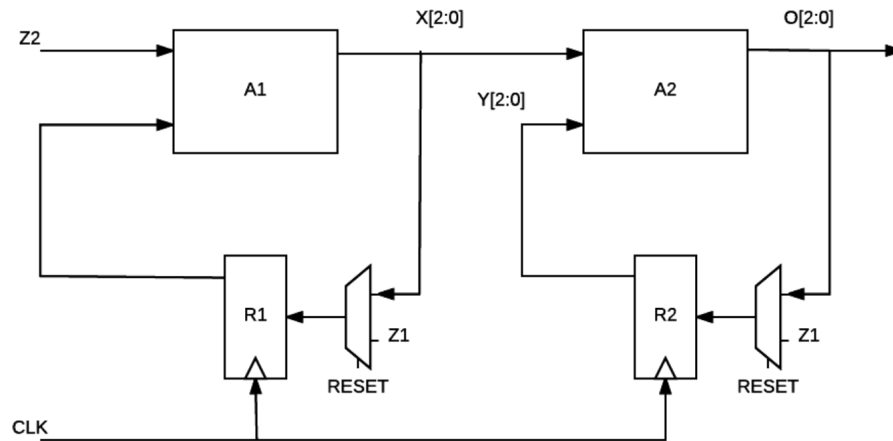 X[2:0]
O[2:0]
Z2
A1
A2
Y[2:0]
R1
Z1
RESET
R2
Z1
RESET
CLK